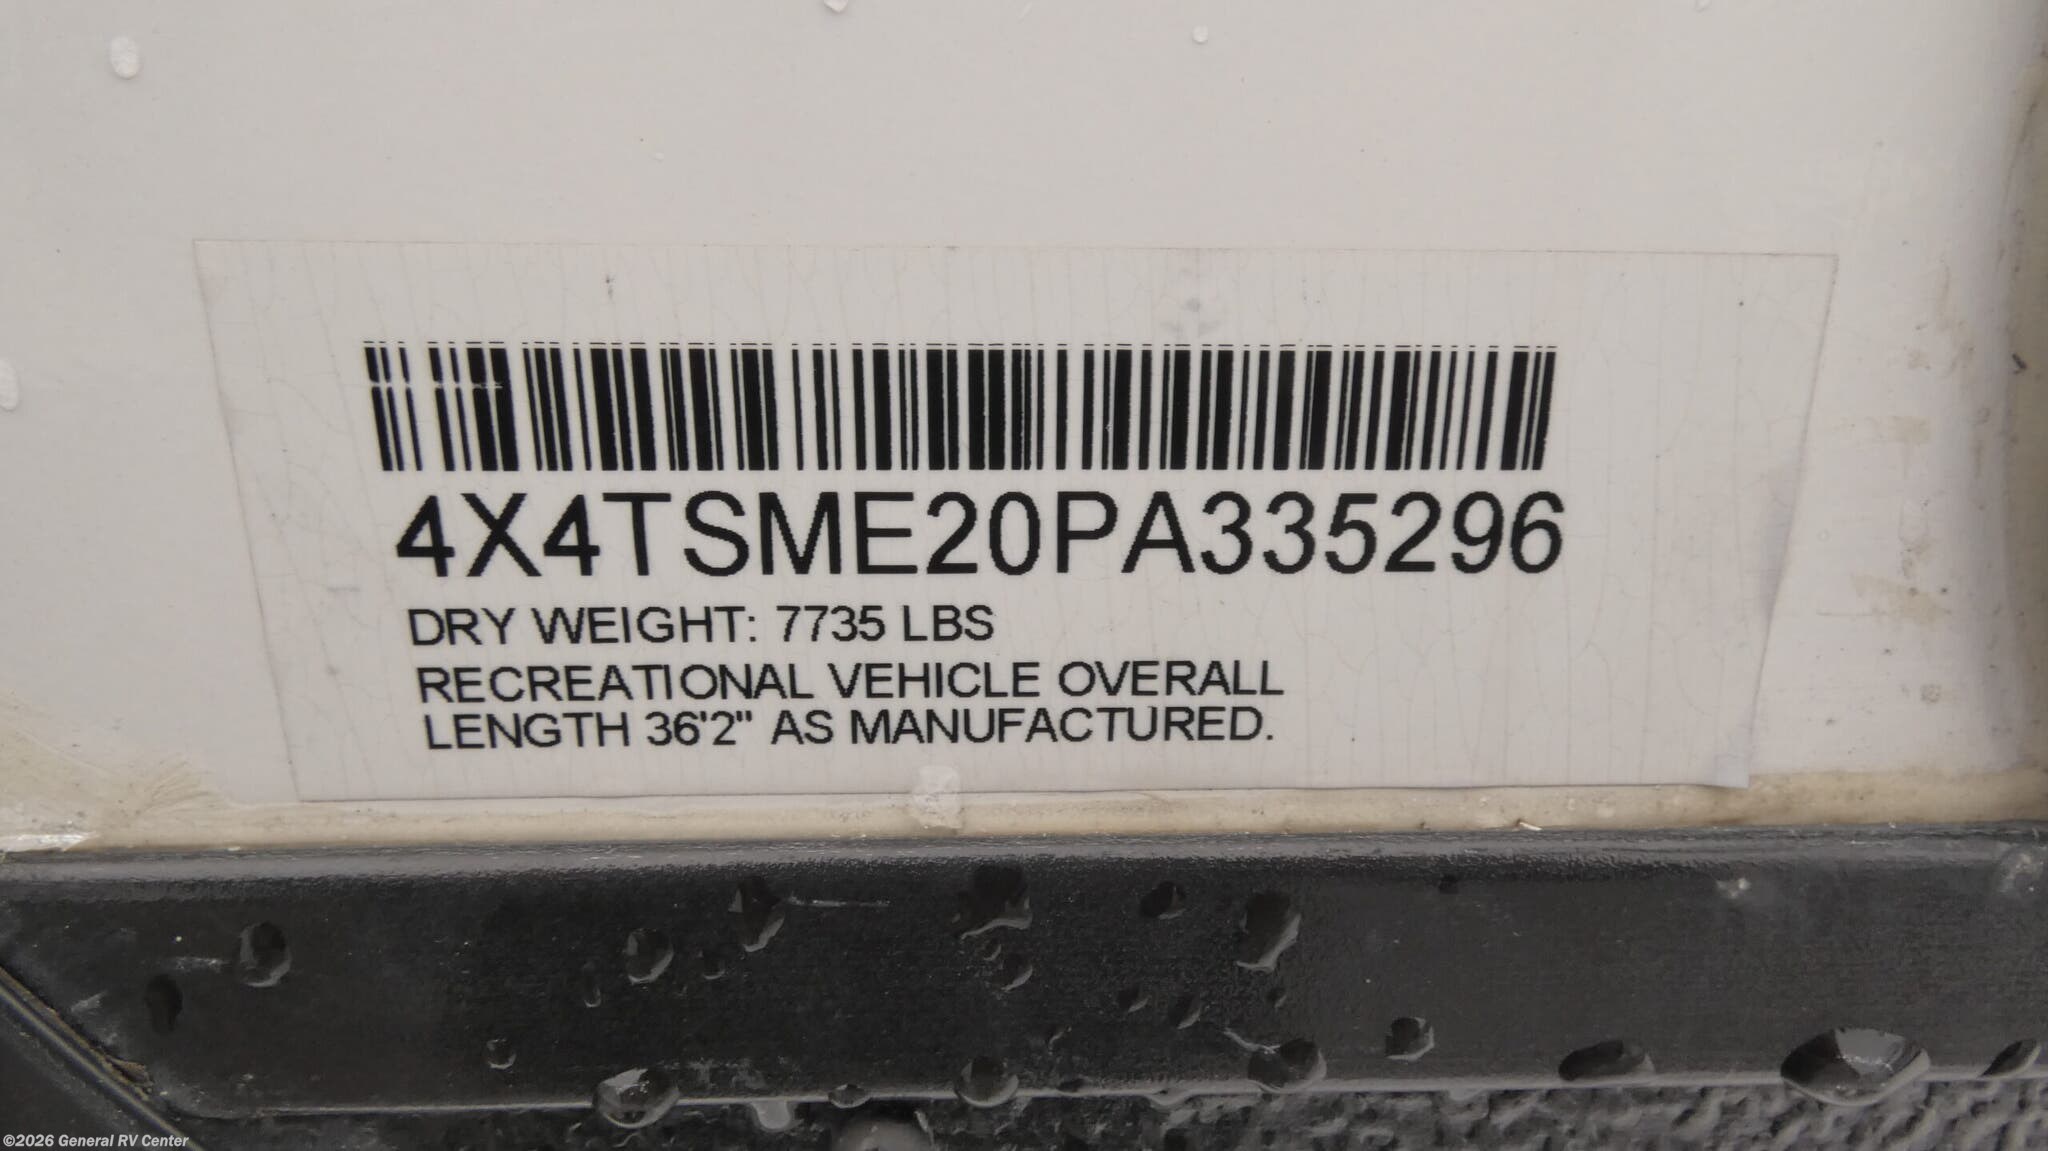 4X4TSME20PA335296
DRY WEIGHT: 7735 LBS
RECREATIONAL VEHICLE OVERALL
LENGTH 36'2" AS MANUFACTURED.
©2026 General RV Center